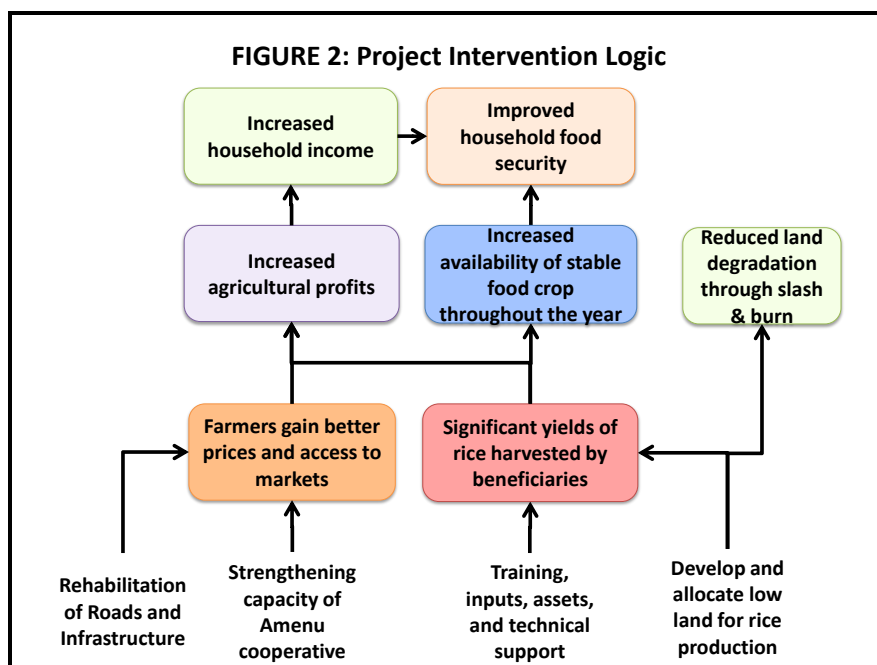 FIGURE 2: Project Intervention Logic
Increased
household income
Improved
household food
security
Increased
agricultural profits
Increased
availability of stable
food crop
throughout the year
Reduced land
degradation
through slash
& burn
Farmers gain better
prices and access to
markets
Significant yields of
rice harvested by
beneficiaries
Rehabilitation
of Roads and
Infrastructure
Strengthening
capacity of
Amenu
cooperative
Training,
inputs, assets,
and technical
support
Develop and
allocate low
land for rice
production